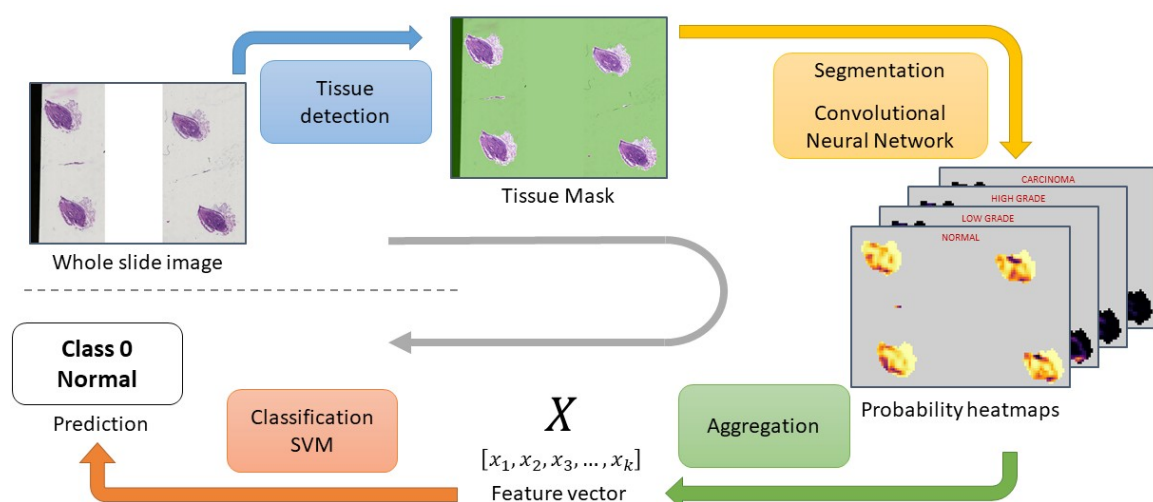 Tissue
detection
Whole slide image
Tissue Mask
Segmentation
Convolutional
Neural Network
CARCINOMA
HIGH GRADE
LOW GRADE
NORMAL
Probability heatmaps
Aggregation
X
[x₁, x₂, x₃, … , xₖ]
Feature vector
Classification
SVM
Class 0
Normal
Prediction